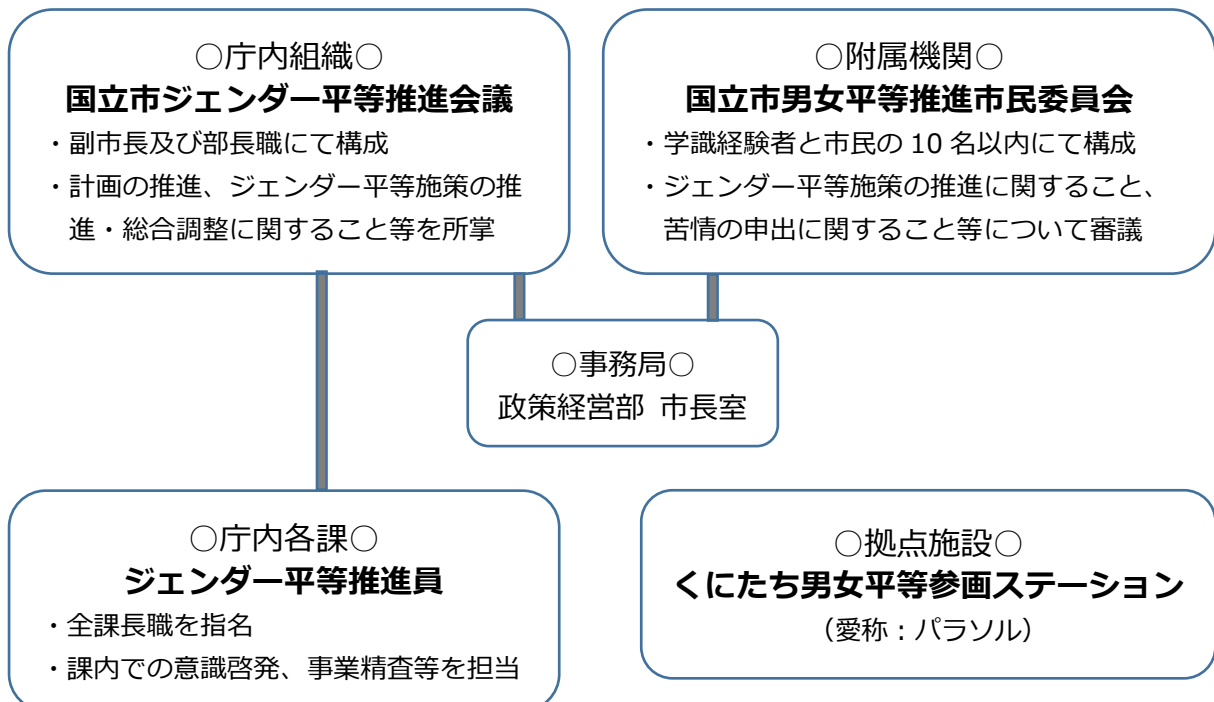 ○庁内組織○
国立市ジェンダー平等推進会議
・副市長及び部長職にて構成
・計画の推進、ジェンダー平等施策の推
進・総合調整に関すること等を所掌
○附属機関○
国立市男女平等推進市民委員会
・学識経験者と市民の 10 名以内にて構成
・ジェンダー平等施策の推進に関すること、
苦情の申出に関すること等について審議
○事務局○
政策経営部 市長室
○庁内各課○
ジェンダー平等推進員
・全課長職を指名
・課内での意識啓発、事業精査等を担当
○拠点施設○
くにたち男女平等参画ステーション
（愛称：パラソル）